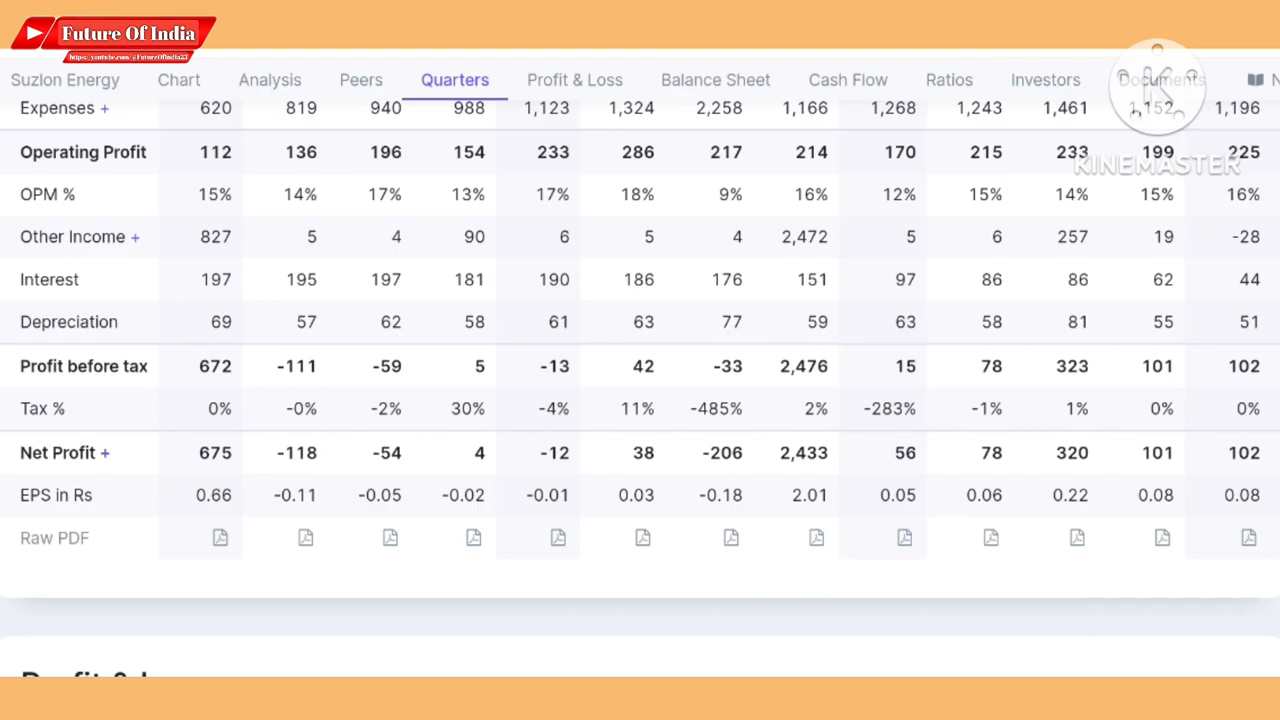 Future Of India
https://youtube.com/@FutureOfIndia23
Suzlon Energy Chart Analysis Peers Quarters Profit & Loss Balance Sheet Cash Flow Ratios Investors Documents N
Expenses + 620 819 940 988 1,123 1,324 2,258 1,166 1,268 1,243 1,461 1,152 1,196
Operating Profit 112 136 196 154 233 286 217 214 170 215 233 199 225
KINEMASTER
OPM % 15% 14% 17% 13% 17% 18% 9% 16% 12% 15% 14% 15% 16%
Other Income + 827 5 4 90 6 5 4 2,472 5 6 257 19 -28
Interest 197 195 197 181 190 186 176 151 97 86 86 62 44
Depreciation 69 57 62 58 61 63 77 59 63 58 81 55 51
Profit before tax 672 -111 -59 5 -13 42 -33 2,476 15 78 323 101 102
Tax % 0% -0% -2% 30% -4% 11% -485% 2% -283% -1% 1% 0% 0%
Net Profit + 675 -118 -54 4 -12 38 -206 2,433 56 78 320 101 102
EPS in Rs 0.66 -0.11 -0.05 -0.02 -0.01 0.03 -0.18 2.01 0.05 0.06 0.22 0.08 0.08
Raw PDF